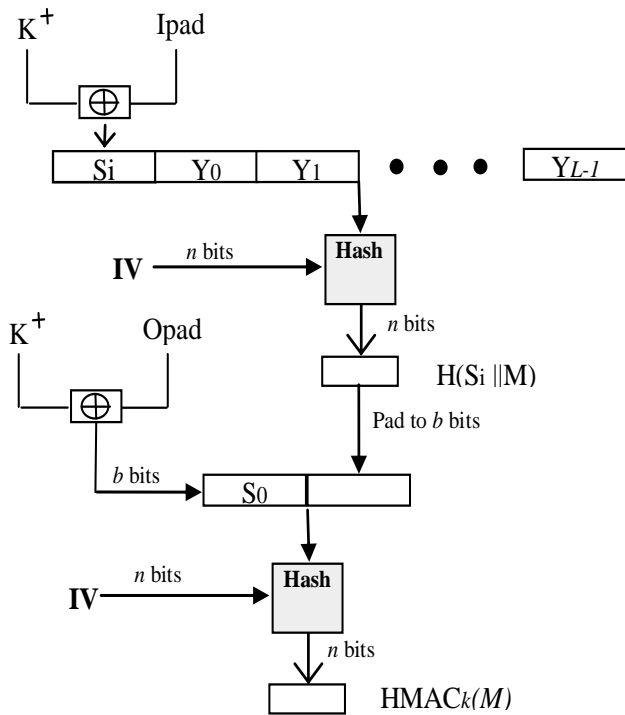 K+ Ipad
Si Y0 Y1 • • • YL-1
Hash
IV n bits
n bits
K+ Opad
H(Si ||M)
Pad to b bits
b bits S0
Hash
n bits
IV
n bits
HMACk(M)